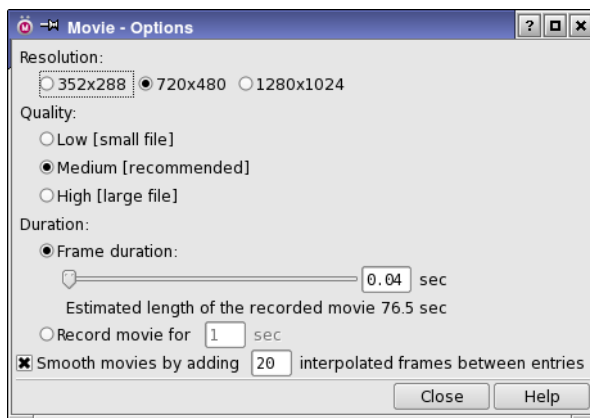 Movie - Options
Resolution:
352x288 720x480 1280x1024
Quality:
Low [small file]
Medium [recommended]
High [large file]
Duration:
Frame duration:
0.04 sec
Estimated length of the recorded movie 76.5 sec
Record movie for 1 sec
Smooth movies by adding 20 interpolated frames between entries
Close Help